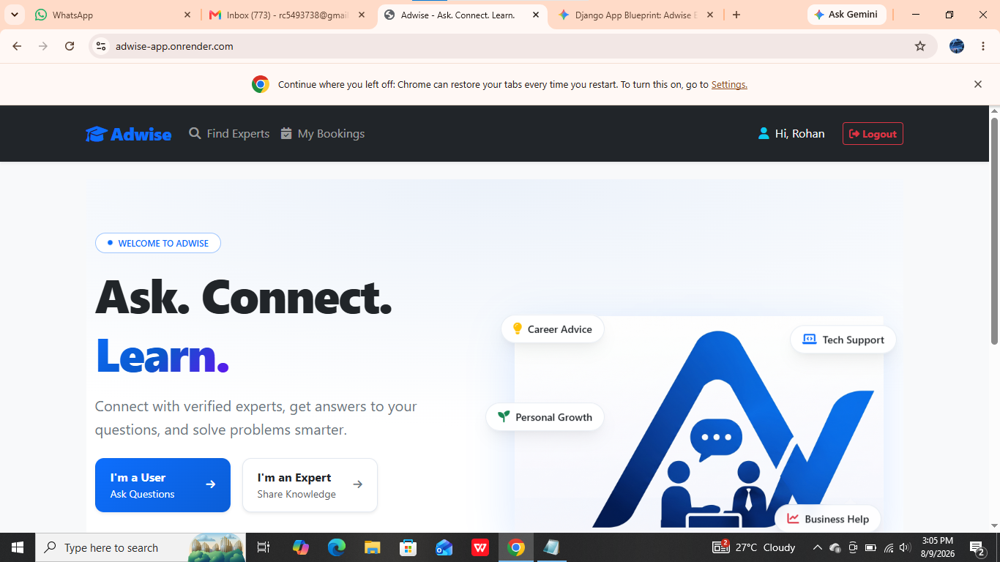 WhatsApp
Inbox (773) - rc5493738@gmai
Adwise - Ask. Connect. Learn.
Django App Blueprint: Adwise E
Ask Gemini
adwise-app.onrender.com
Continue where you left off: Chrome can restore your tabs every time you restart. To turn this on, go to Settings.
Adwise
Find Experts
My Bookings
Hi, Rohan
Logout
WELCOME TO ADWISE
Ask. Connect.
Learn.
Connect with verified experts, get answers to your
questions, and solve problems smarter.
I'm a User
Ask Questions
I'm an Expert
Share Knowledge
Career Advice
Tech Support
Personal Growth
Business Help
Type here to search
2
27°C Cloudy
3:05 PM
8/9/2026
2